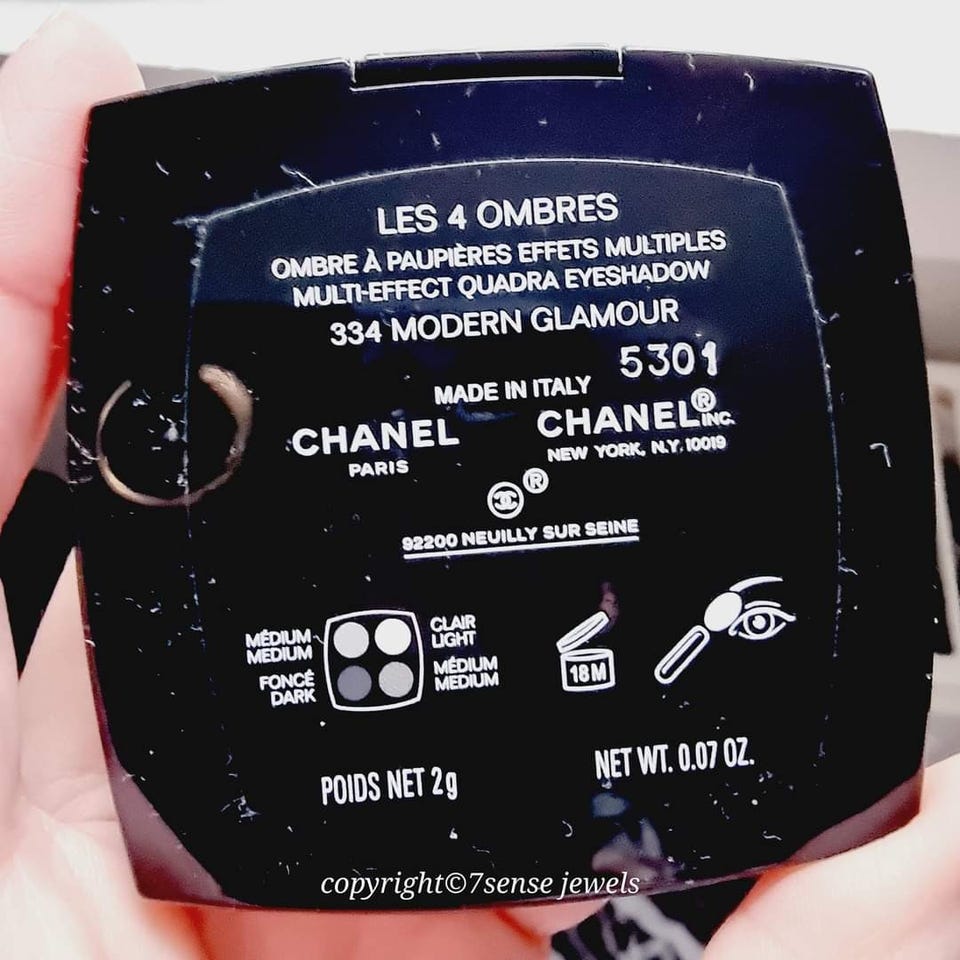 LES 4 OMBRES
OMBRE À PAUPIÈRES EFFETS MULTIPLES
MULTI-EFFECT QUADRA EYESHADOW
334 MODERN GLAMOUR
5301
MADE IN ITALY
CHANEL
PARIS
CHANEL® INC.
NEW YORK, N.Y. 10019
®
92200 NEUILLY SUR SEINE
MÉDIUM
MEDIUM
CLAIR
LIGHT
FONCÉ
DARK
MÉDIUM
MEDIUM
18M
POIDS NET 2g
NET WT. 0.07 OZ.
copyright©7sense jewels